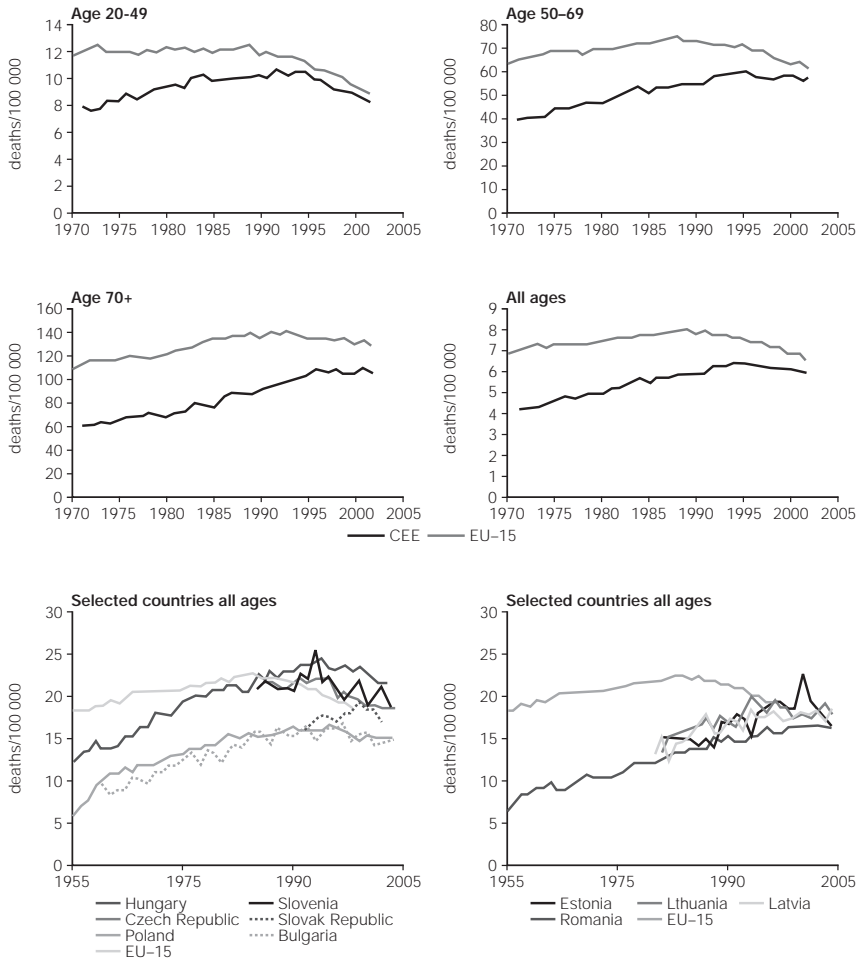 Age 20-49
deaths/100 000
14
12
10
8
6
4
2
0
1970 1975 1980 1985 1990 1995 200 2005
Age 50–69
deaths/100 000
80
70
60
50
40
30
20
10
0
1970 1975 1980 1985 1990 1995 2000 2005
Age 70+
deaths/100 000
160
140
120
100
80
60
40
20
0
1970 1975 1980 1985 1990 1995 2000 2005
All ages
deaths/100 000
9
8
7
6
5
4
3
2
1
0
1970 1975 1980 1985 1990 1995 2000 2005
CEE EU–15
Selected countries all ages
deaths/100 000
30
25
20
15
10
5
0
1955 1975 1990 2005
Hungary Slovenia
Czech Republic Slovak Republic
Poland Bulgaria
EU–15
Selected countries all ages
deaths/100 000
30
25
20
15
10
5
0
1955 1975 1990 2005
Estonia Lthuania Latvia
Romania EU–15